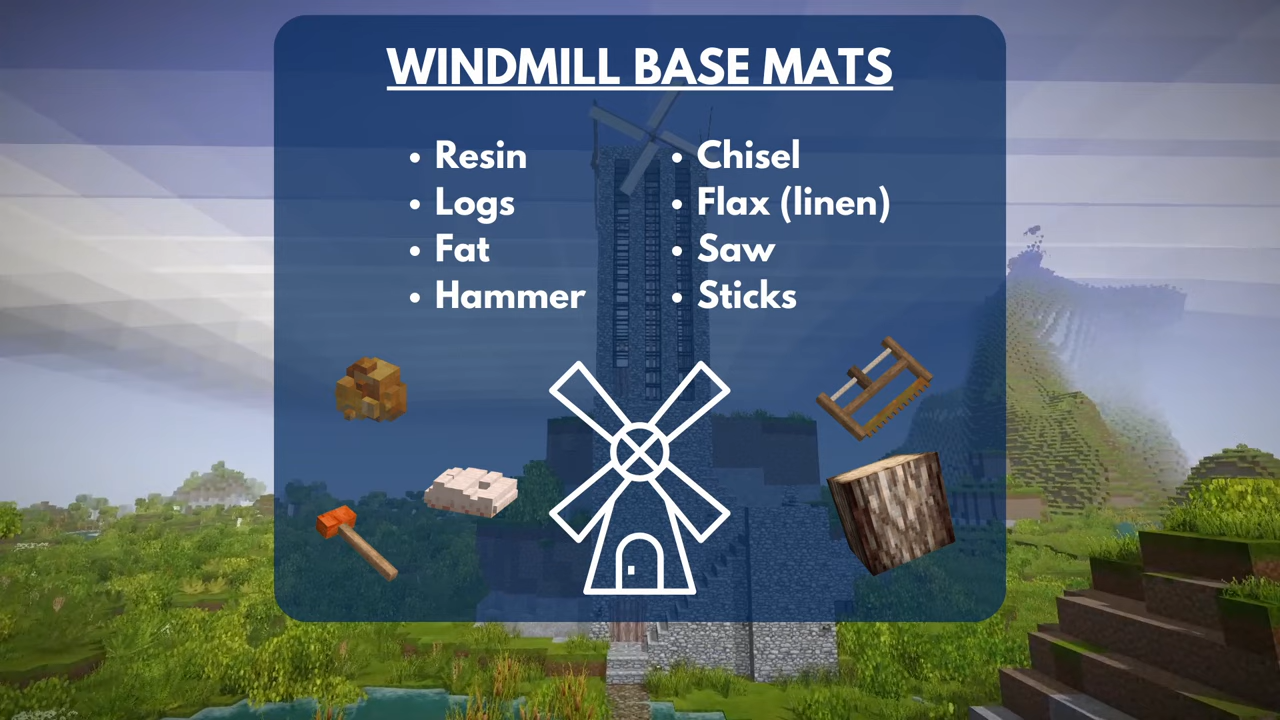 WINDMILL BASE MATS
• Resin
• Logs
• Fat
• Hammer
• Chisel
• Flax (linen)
• Saw
• Sticks